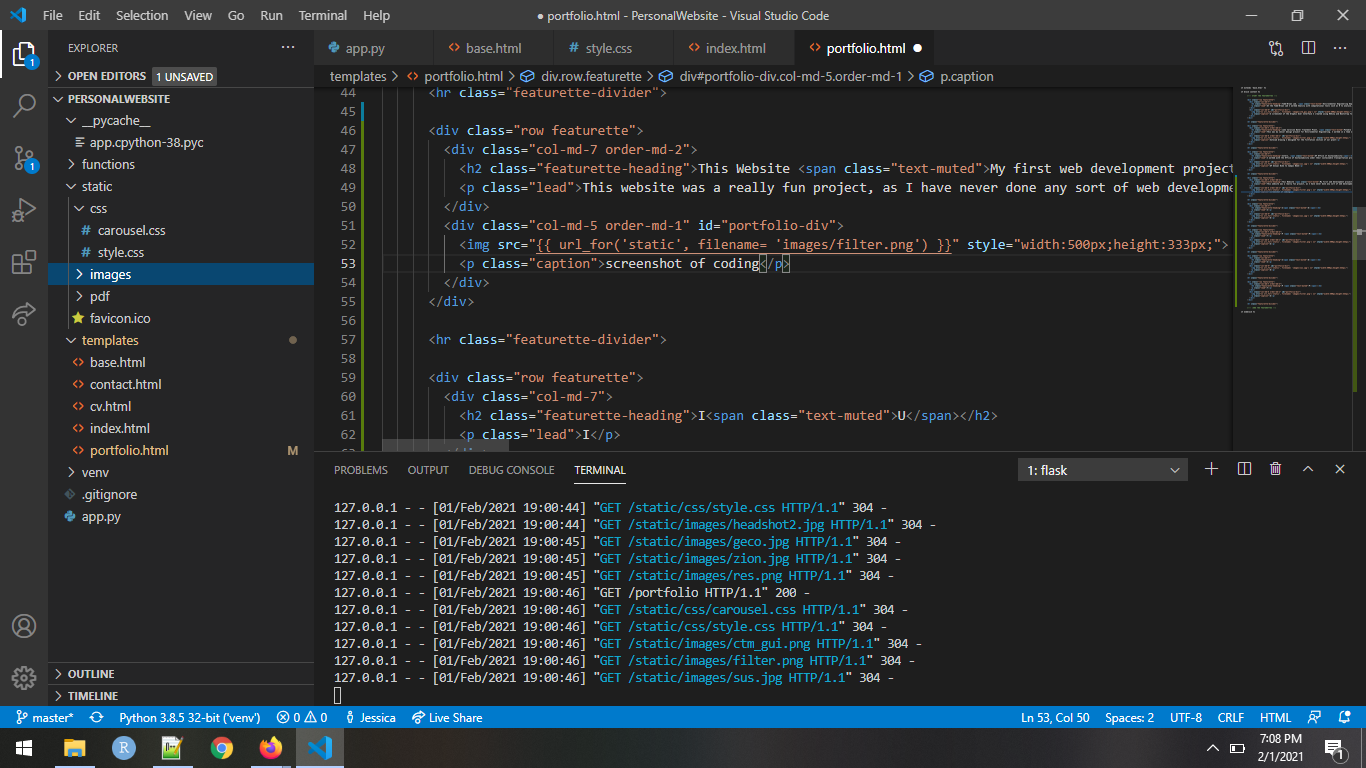 File Edit Selection View Go Run Terminal Help
● portfolio.html - PersonalWebsite - Visual Studio Code
EXPLORER
OPEN EDITORS 1 UNSAVED
PERSONALWEBSITE
__pycache__
app.cpython-38.pyc
functions
static
css
carousel.css
style.css
images
pdf
favicon.ico
templates
base.html
contact.html
cv.html
index.html
portfolio.html M
venv
.gitignore
app.py
OUTLINE
TIMELINE
1
1
app.py base.html style.css index.html portfolio.html
templates > portfolio.html > div.row.featurette > div#portfolio-div.col-md-5.order-md-1 > p.caption
44 <hr class="featurette-divider">
45
46 <div class="row featurette">
47 <div class="col-md-7 order-md-2">
48 <h2 class="featurette-heading">This Website <span class="text-muted">My first web development project
49 <p class="lead">This website was a really fun project, as I have never done any sort of web developme
50 </div>
51 <div class="col-md-5 order-md-1" id="portfolio-div">
52 <img src="{{ url_for('static', filename= 'images/filter.png') }}" style="width:500px;height:333px;">
53 <p class="caption">screenshot of coding</p>
54 </div>
55 </div>
56
57 <hr class="featurette-divider">
58
59 <div class="row featurette">
60 <div class="col-md-7">
61 <h2 class="featurette-heading">I<span class="text-muted">U</span></h2>
62 <p class="lead">I</p>
PROBLEMS OUTPUT DEBUG CONSOLE TERMINAL 1: flask
127.0.0.1 - - [01/Feb/2021 19:00:44] "GET /static/css/style.css HTTP/1.1" 304 -
127.0.0.1 - - [01/Feb/2021 19:00:44] "GET /static/images/headshot2.jpg HTTP/1.1" 304 -
127.0.0.1 - - [01/Feb/2021 19:00:45] "GET /static/images/geco.jpg HTTP/1.1" 304 -
127.0.0.1 - - [01/Feb/2021 19:00:45] "GET /static/images/zion.jpg HTTP/1.1" 304 -
127.0.0.1 - - [01/Feb/2021 19:00:45] "GET /static/images/res.png HTTP/1.1" 304 -
127.0.0.1 - - [01/Feb/2021 19:00:46] "GET /portfolio HTTP/1.1" 200 -
127.0.0.1 - - [01/Feb/2021 19:00:46] "GET /static/css/carousel.css HTTP/1.1" 304 -
127.0.0.1 - - [01/Feb/2021 19:00:46] "GET /static/css/style.css HTTP/1.1" 304 -
127.0.0.1 - - [01/Feb/2021 19:00:46] "GET /static/images/ctm_gui.png HTTP/1.1" 304 -
127.0.0.1 - - [01/Feb/2021 19:00:46] "GET /static/images/filter.png HTTP/1.1" 304 -
127.0.0.1 - - [01/Feb/2021 19:00:46] "GET /static/images/sus.jpg HTTP/1.1" 304 -
master* Python 3.8.5 32-bit ('venv') 0 0 Jessica Live Share Ln 53, Col 50 Spaces: 2 UTF-8 CRLF HTML
7:08 PM
2/1/2021
1